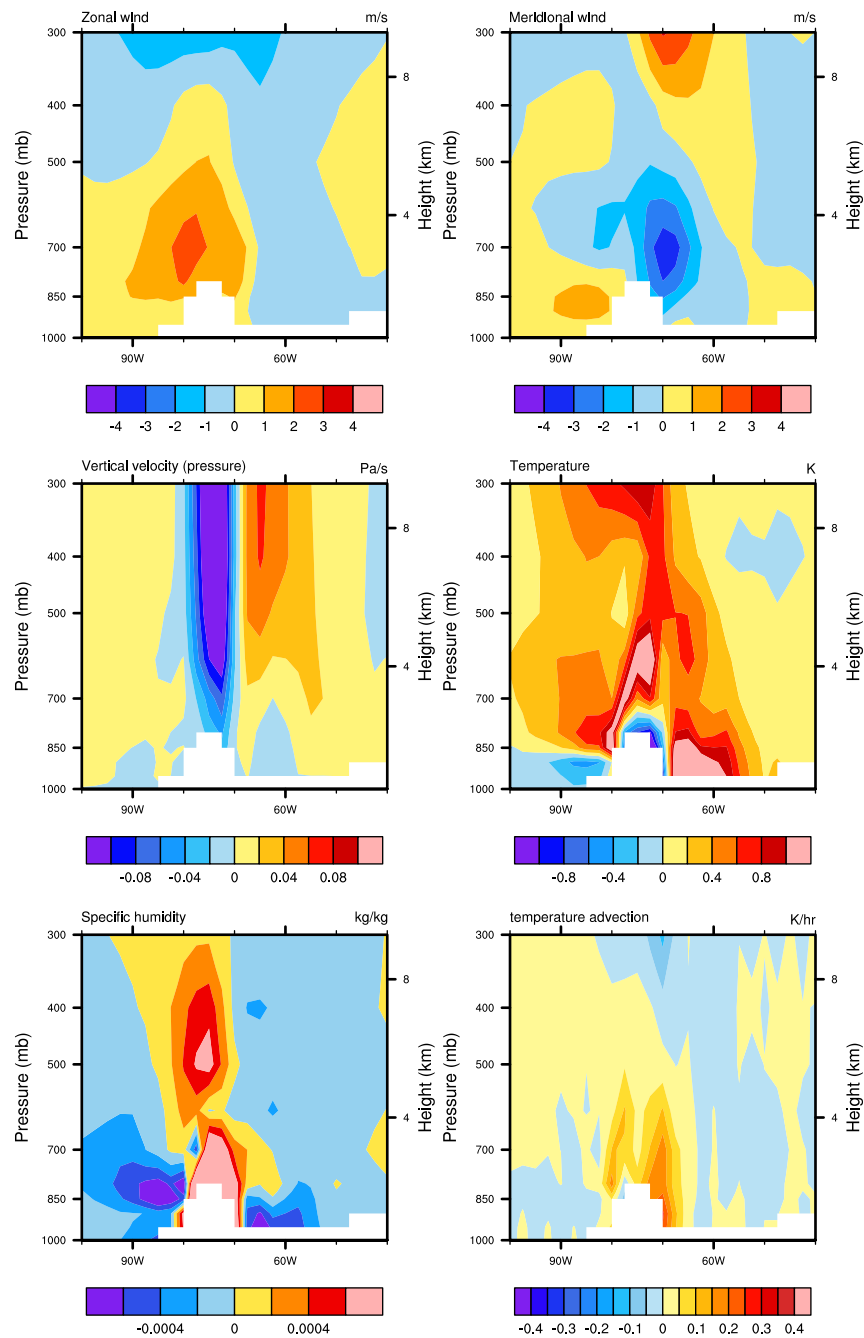 Zonal wind m/s
300
400
500
700
850
1000
Pressure (mb)
8
4
Height (km)
90W 60W
-4 -3 -2 -1 0 1 2 3 4
Meridional wind m/s
300
400
500
700
850
1000
Pressure (mb)
8
4
Height (km)
90W 60W
-4 -3 -2 -1 0 1 2 3 4
Vertical velocity (pressure) Pa/s
300
400
500
700
850
1000
Pressure (mb)
8
4
Height (km)
90W 60W
-0.08 -0.04 0 0.04 0.08
Temperature K
300
400
500
700
850
1000
Pressure (mb)
8
4
Height (km)
90W 60W
-0.8 -0.4 0 0.4 0.8
Specific humidity kg/kg
300
400
500
700
850
1000
Pressure (mb)
8
4
Height (km)
90W 60W
-0.0004 0 0.0004
temperature advection K/hr
300
400
500
700
850
1000
Pressure (mb)
8
4
Height (km)
90W 60W
-0.4 -0.3 -0.2 -0.1 0 0.1 0.2 0.3 0.4